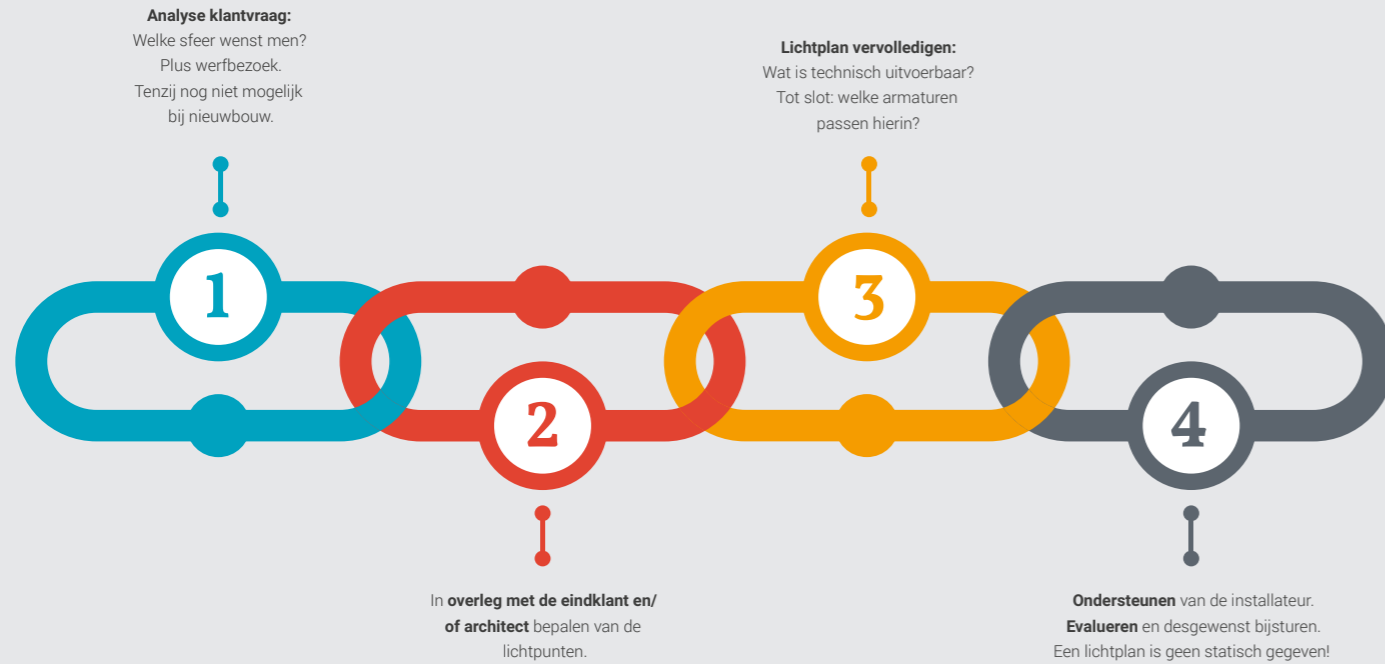 Analyse klantvraag:
Welke sfeer wenst men?
Plus werfbezoek.
Tenzij nog niet mogelijk
bij nieuwbouw.
1
2
In overleg met de eindklant en/
of architect bepalen van de
lichtpunten.
Lichtplan vervolledigen:
Wat is technisch uitvoerbaar?
Tot slot: welke armaturen
passen hierin?
3
4
Ondersteunen van de installateur.
Evalueren en desgewenst bijsturen.
Een lichtplan is geen statisch gegeven!